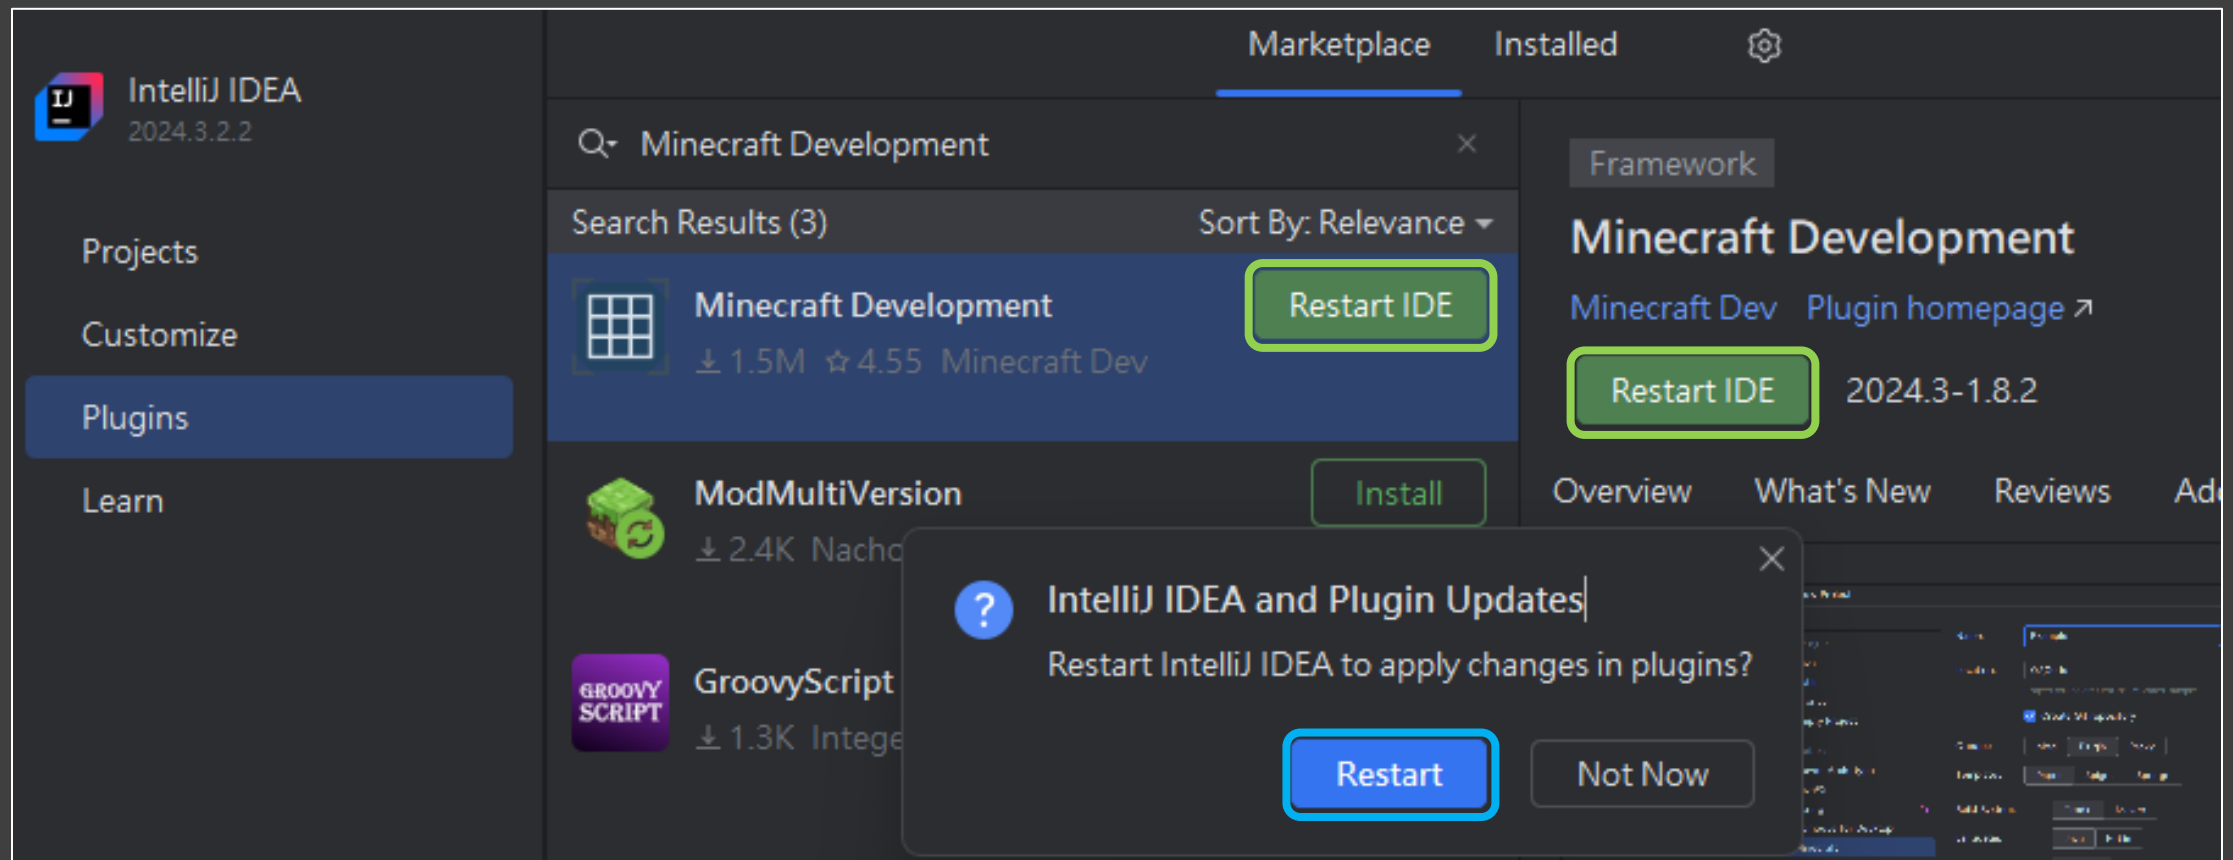 IntelliJ IDEA
2024.3.2.2
Projects
Customize
Plugins
Learn
Marketplace Installed
Minecraft Development
Search Results (3) Sort By: Relevance
Minecraft Development Restart IDE
1.5M 4.55 Minecraft Dev
ModMultiVersion Install
2.4K Nacho
GROOVY
SCRIPT
GroovyScript
1.3K Intege
Framework
Minecraft Development
Minecraft Dev Plugin homepage
Restart IDE 2024.3-1.8.2
Overview What's New Reviews
IntelliJ IDEA and Plugin Updates
Restart IntelliJ IDEA to apply changes in plugins?
Restart Not Now